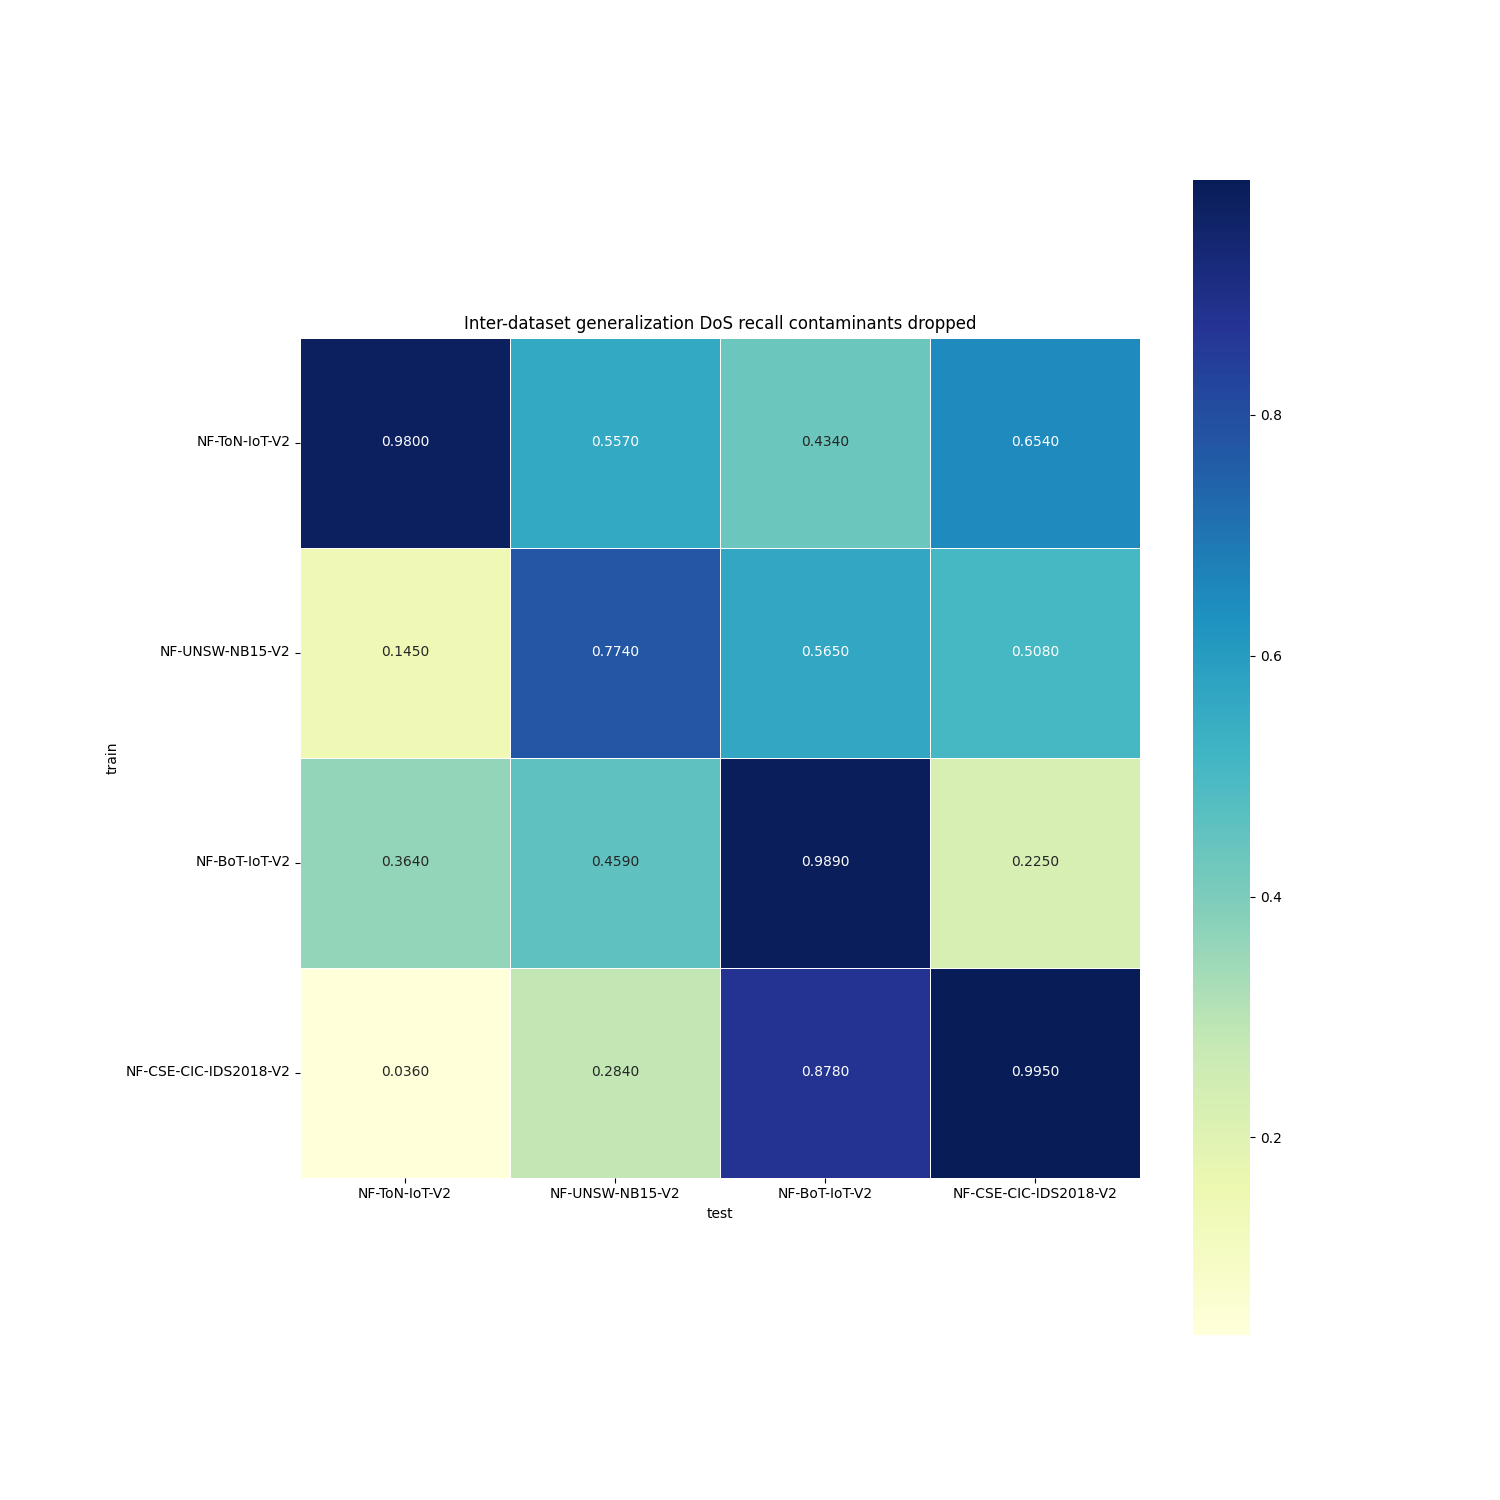 Inter-dataset generalization DoS recall contaminants dropped
NF-ToN-IoT-V2 0.9800 0.5570 0.4340 0.6540
NF-UNSW-NB15-V2 0.1450 0.7740 0.5650 0.5080
train
NF-BoT-IoT-V2 0.3640 0.4590 0.9890 0.2250
NF-CSE-CIC-IDS2018-V2 0.0360 0.2840 0.8780 0.9950
NF-ToN-IoT-V2 NF-UNSW-NB15-V2 NF-BoT-IoT-V2 NF-CSE-CIC-IDS2018-V2
test
0.8
0.6
0.4
0.2